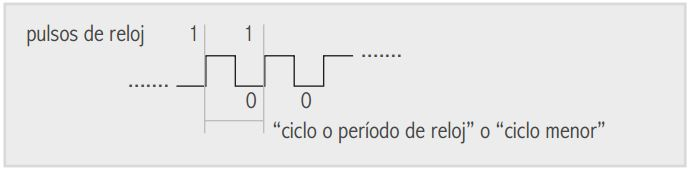 pulsos de reloj 1 1
0 0
“ciclo o período de reloj” o “ciclo menor”